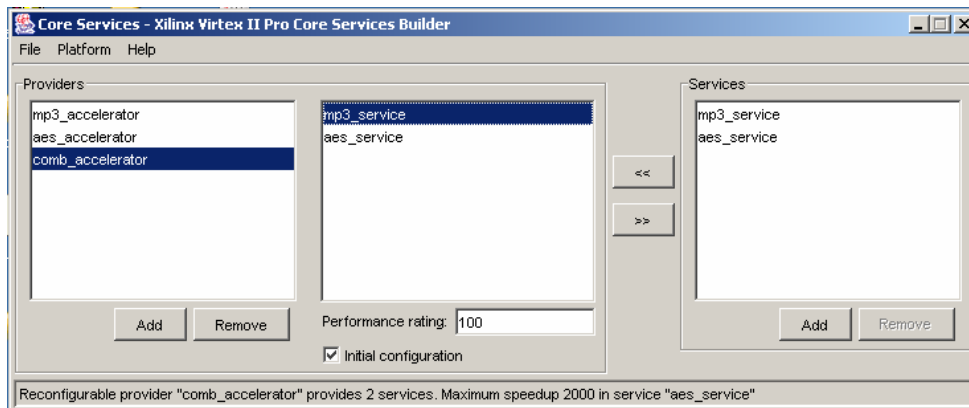 Core Services - Xilinx Virtex II Pro Core Services Builder
File Platform Help
Providers
mp3_accelerator
aes_accelerator
comb_accelerator
mp3_service
aes_service
<<
>>
Services
mp3_service
aes_service
Add Remove
Performance rating: 100
Initial configuration
Add Remove
Reconfigurable provider "comb_accelerator" provides 2 services. Maximum speedup 2000 in service "aes_service"